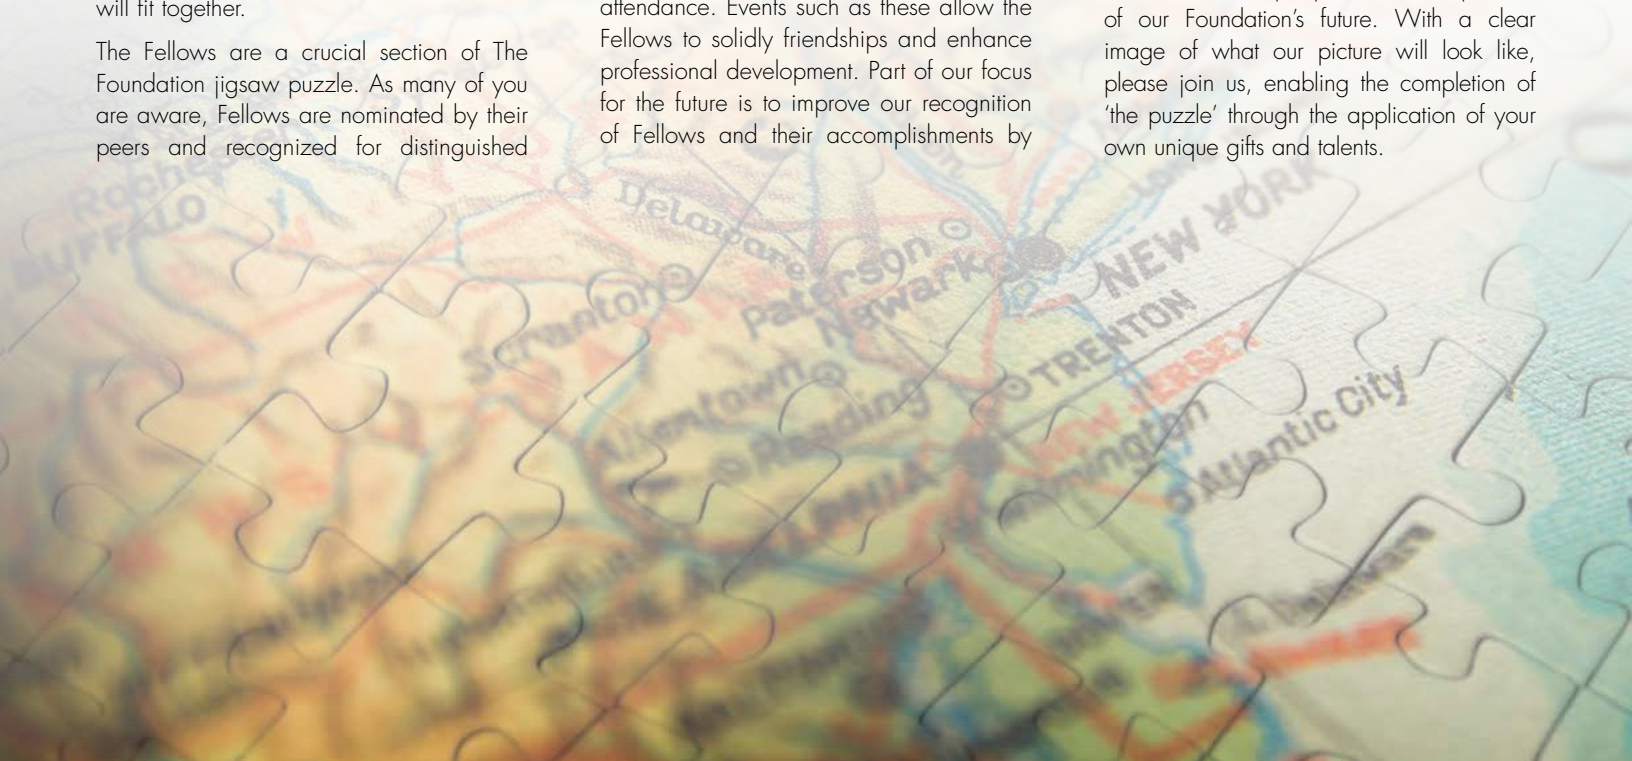 will fit together.
The Fellows are a crucial section of The
Foundation jigsaw puzzle. As many of you
are aware, Fellows are nominated by their
peers and recognized for distinguished
attendance. Events such as these allow the
Fellows to solidly friendships and enhance
professional development. Part of our focus
for the future is to improve our recognition
of Fellows and their accomplishments by
of our Foundation’s future. With a clear
image of what our picture will look like,
please join us, enabling the completion of
‘the puzzle’ through the application of your
own unique gifts and talents.
BUFFALO
Delaware
Scranton
Paterson
Newark
NEW YORK
TRENTON
NEW JERSEY
Allentown
Reading
Atlantic City
Delaware